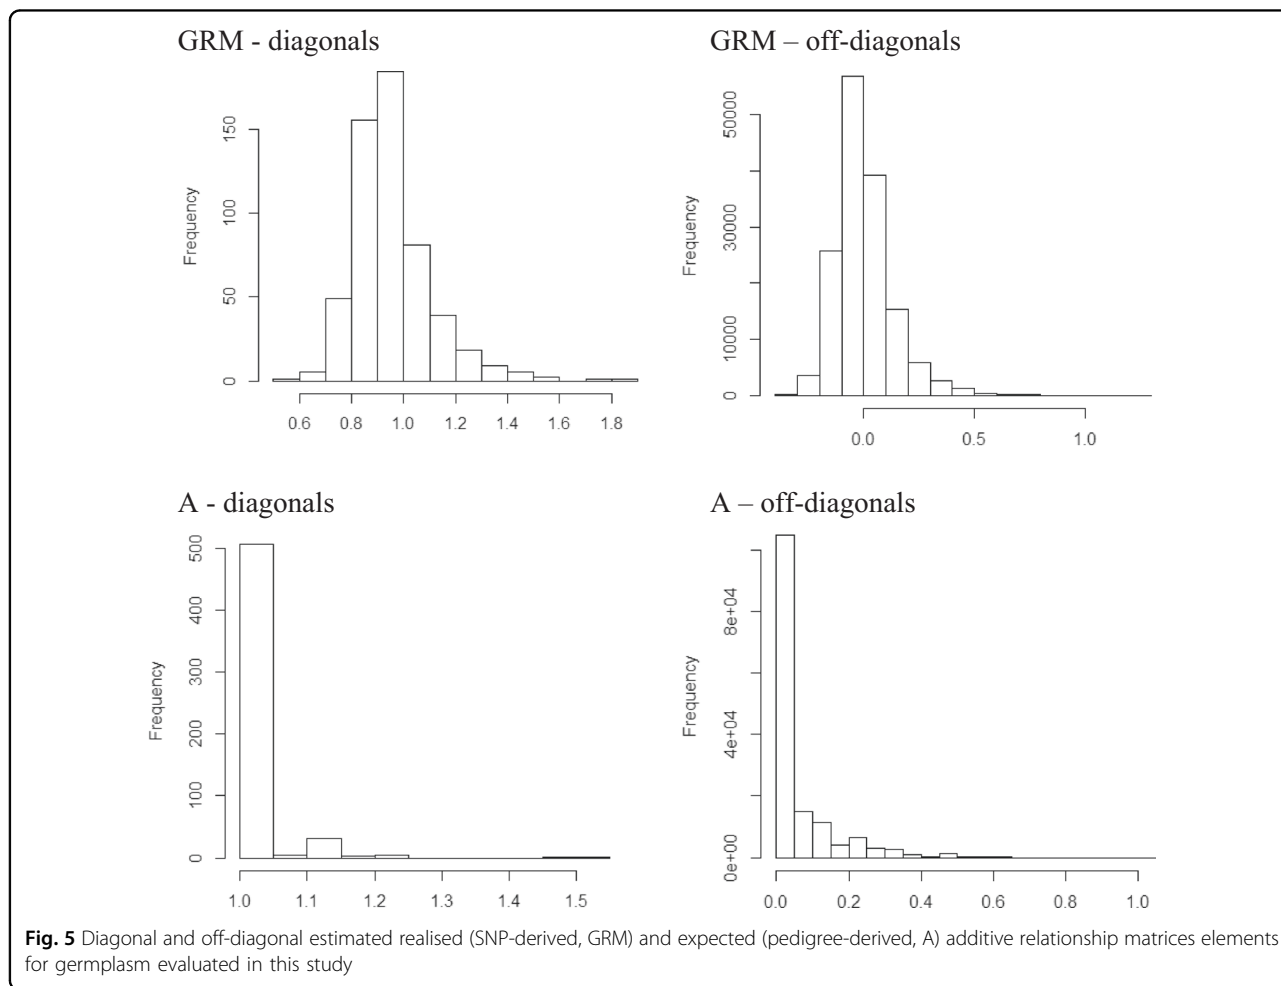 GRM - diagonals
GRM – off-diagonals
Frequency
0
50
100
150
0.6 0.8 1.0 1.2 1.4 1.6 1.8
Frequency
0
10000
30000
50000
0.0 0.5 1.0
A - diagonals
A – off-diagonals
Frequency
0
100
200
300
400
500
1.0 1.1 1.2 1.3 1.4 1.5
Frequency
0e+00
4e+04
8e+04
0.0 0.2 0.4 0.6 0.8 1.0
Fig. 5 Diagonal and off-diagonal estimated realised (SNP-derived, GRM) and expected (pedigree-derived, A) additive relationship matrices elements
for germplasm evaluated in this study